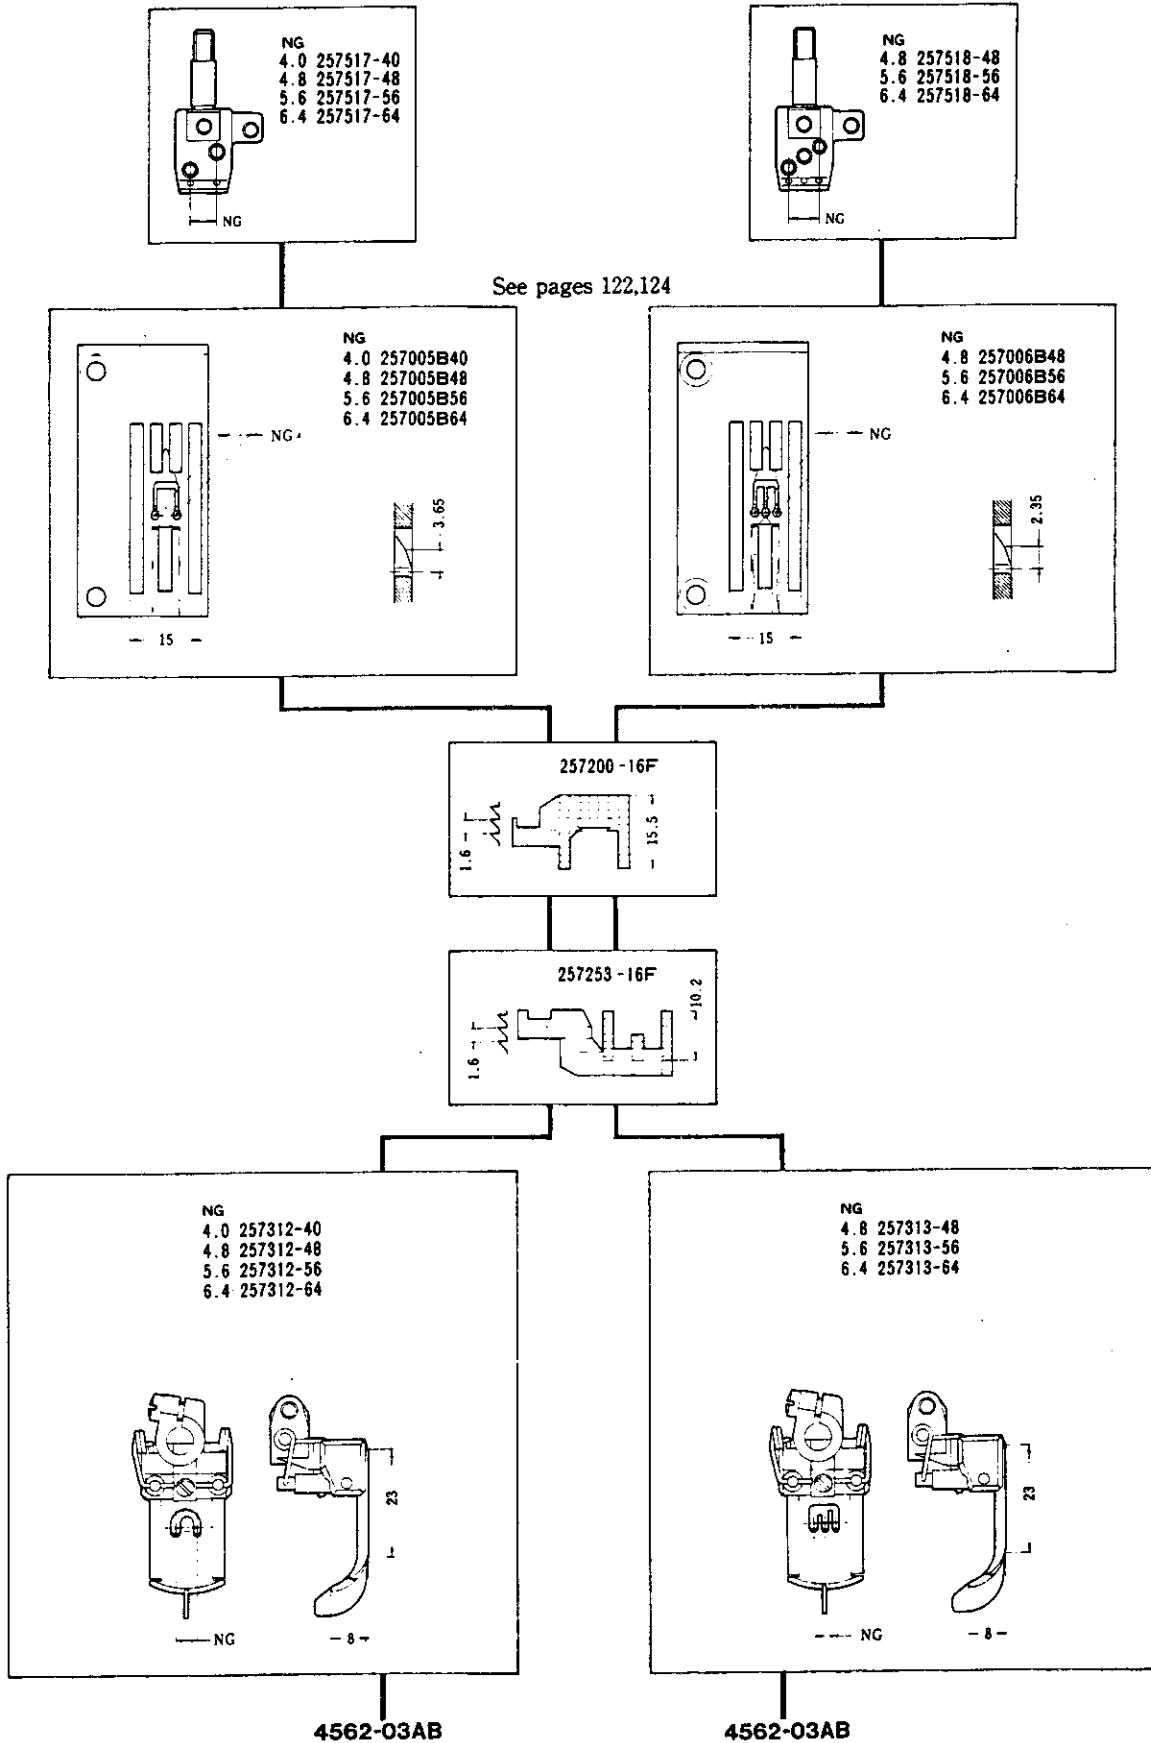 NG
4.0 257517-40
4.8 257517-48
5.6 257517-56
6.4 257517-64
NG
NG
4.8 257518-48
5.6 257518-56
6.4 257518-64
NG
See pages 122,124
NG
4.0 257005B40
4.8 257005B48
5.6 257005B56
6.4 257005B64
NG
3.65
15
NG
4.8 257006B48
5.6 257006B56
6.4 257006B64
NG
2.35
15
257200-16F
1.6
15.5
257253-16F
1.6
10.2
NG
4.0 257312-40
4.8 257312-48
5.6 257312-56
6.4 257312-64
23
NG
8
NG
4.8 257313-48
5.6 257313-56
6.4 257313-64
23
NG
8
4562-03AB
4562-03AB